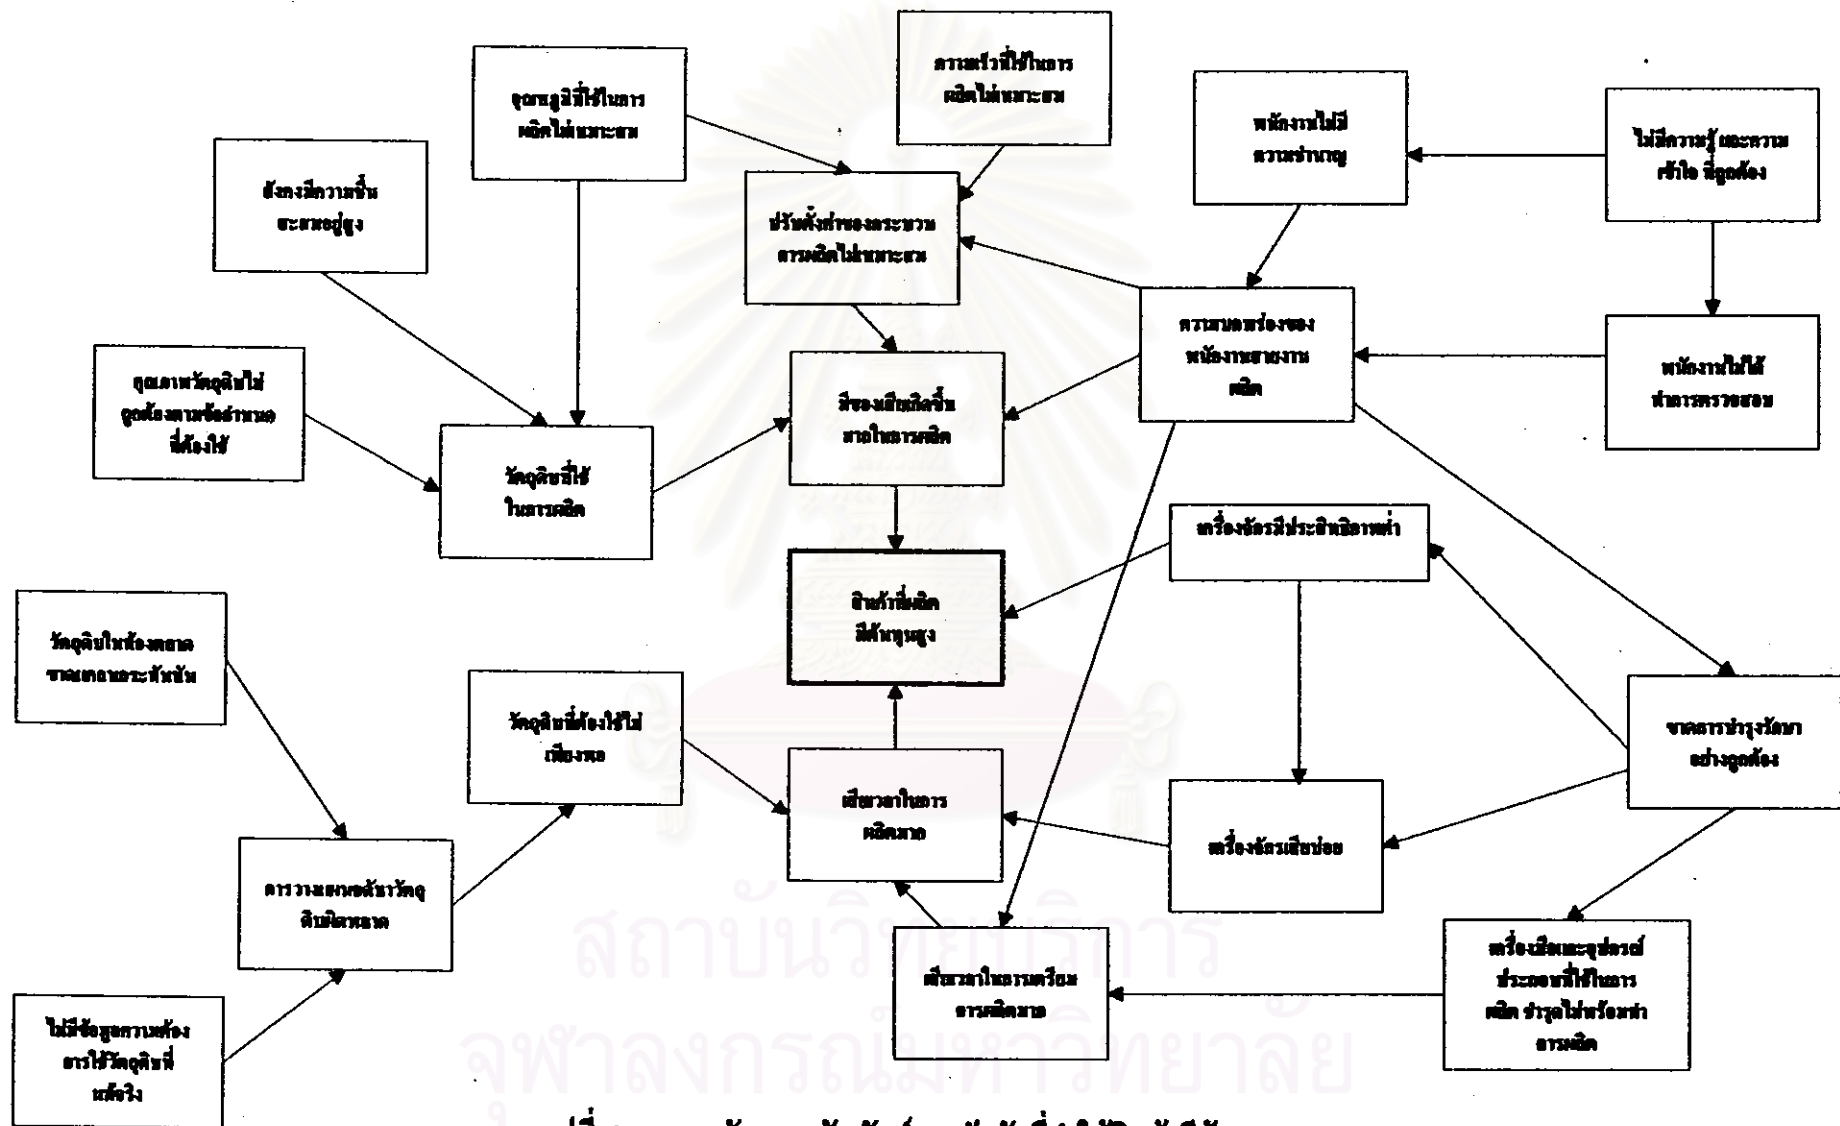 ความเร็วที่ใช้ในการ
ผลิตไม่เหมาะสม
อุณหภูมิที่ใช้ในการ
ผลิตไม่เหมาะสม
พนักงานไม่มี
ความชำนาญ
ไม่มีความรู้ และความ
เข้าใจ ที่ถูกต้อง
ยังคงมีความชื้น
สะสมอยู่สูง
ปรับตั้งค่าของกระบวน
การผลิตไม่เหมาะสม
ความบกพร่องของ
พนักงานสายงาน
ผลิต
พนักงานไม่ได้
ทำการตรวจสอบ
คุณภาพวัตถุดิบไม่
ถูกต้องตามข้อกำหนด
ที่ต้องใช้
มีของเสียเกิดขึ้น
มากในการผลิต
วัตถุดิบที่ใช้
ในการผลิต
เครื่องจักรมีประสิทธิภาพต่ำ
สินค้าที่ผลิต
มีต้นทุนสูง
วัตถุดิบในท้องตลาด
ขาดแคลนกระทันหัน
วัตถุดิบที่ต้องใช้ไม่
เพียงพอ
ขาดการบำรุงรักษา
อย่างถูกต้อง
เสียเวลาในการ
ผลิตมาก
เครื่องจักรเสียบ่อย
การวางแผนจัดหาวัตถุ
ดิบผิดพลาด
เสียเวลาในการเตรียม
การผลิตมาก
เครื่องมือและอุปกรณ์
ประกอบที่ใช้ในการ
ผลิต ชำรุดไม่พร้อมทำ
การผลิต
ไม่มีข้อมูลความต้อง
การใช้วัตถุดิบที่
แท้จริง
สถาบันวิทยบริการ
จุฬาลงกรณ์มหาวิทยาลัย